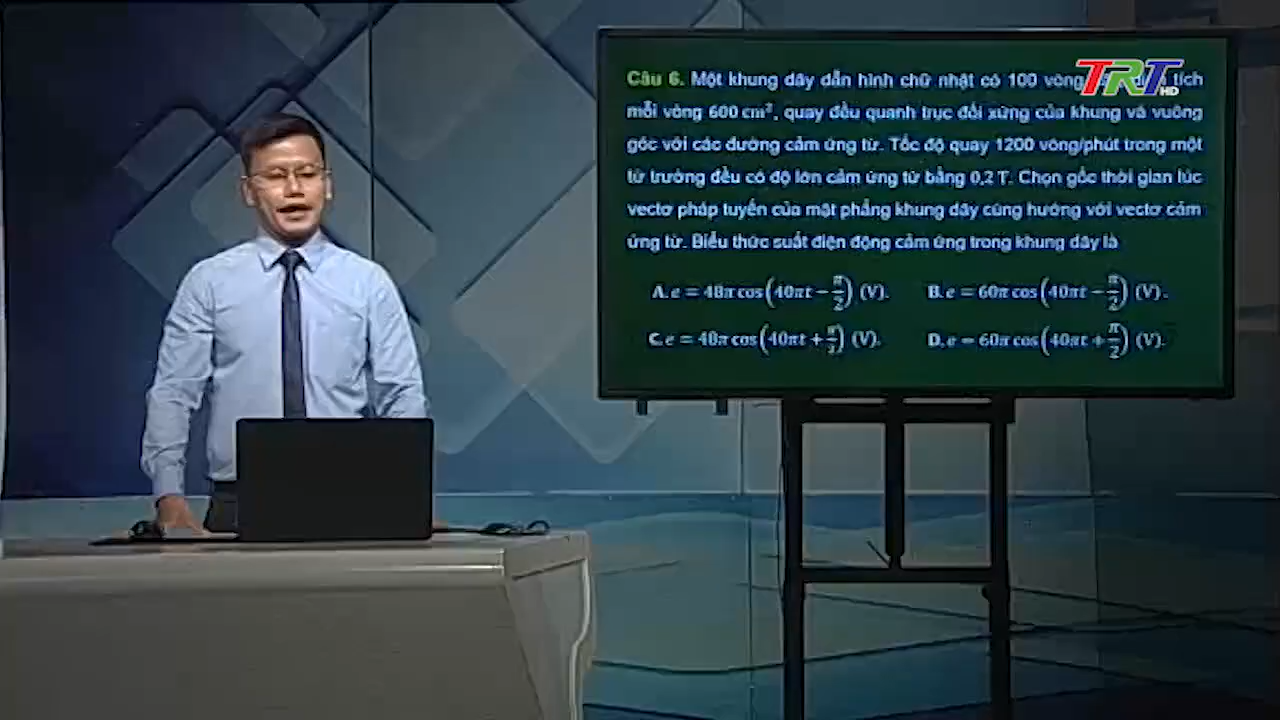 Câu 6. Một khung dây dẫn hình chữ nhật có 100 vòng, tích
mỗi vòng 600 cm², quay đều quanh trục đối xứng của khung và vuông
góc với các đường cảm ứng từ. Tốc độ quay 1200 vòng/phút trong một
từ trường đều có độ lớn cảm ứng từ bằng 0,2 T. Chọn gốc thời gian lúc
vectơ pháp tuyến của mặt phẳng khung dây cùng hướng với vectơ cảm
ứng từ. Biểu thức suất điện động cảm ứng trong khung dây là
A. e = 48π cos(40πt − π/2) (V). B. e = 60π cos(40πt − π/2) (V).
C. e = 48π cos(40πt + π/2) (V). D. e = 60π cos(40πt + π/2) (V).
TRT HD